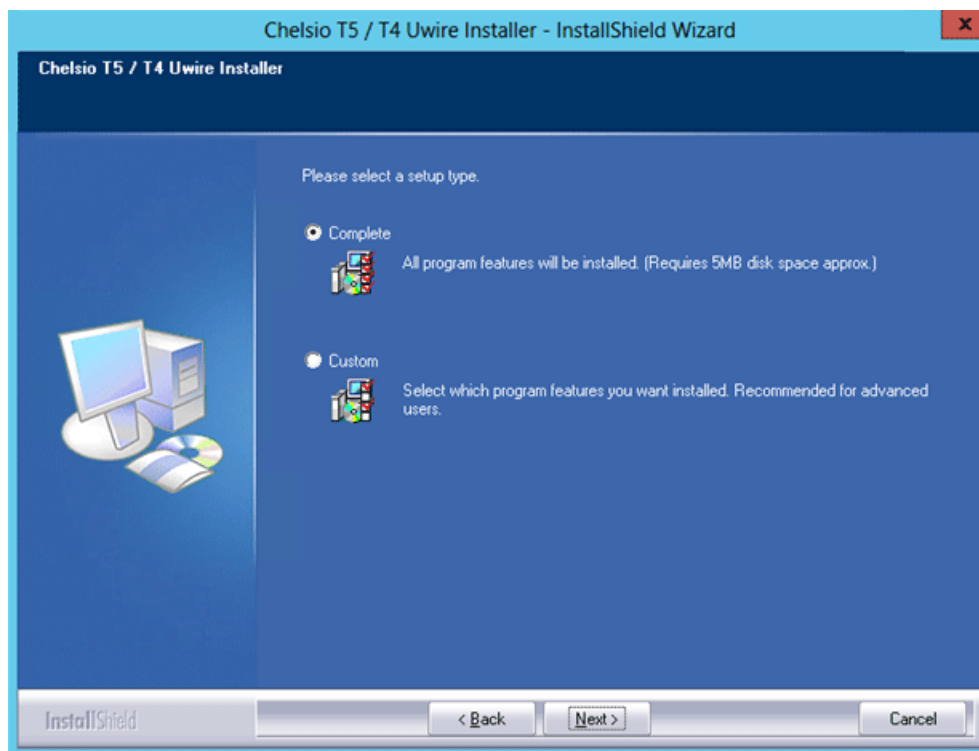 Chelsio T5 / T4 Uwire Installer - InstallShield Wizard
x
Chelsio T5 / T4 Uwire Installer
Please select a setup type.
Complete
All program features will be installed. (Requires 5MB disk space approx.)
Custom
Select which program features you want installed. Recommended for advanced
users.
InstallShield
< Back
Next >
Cancel